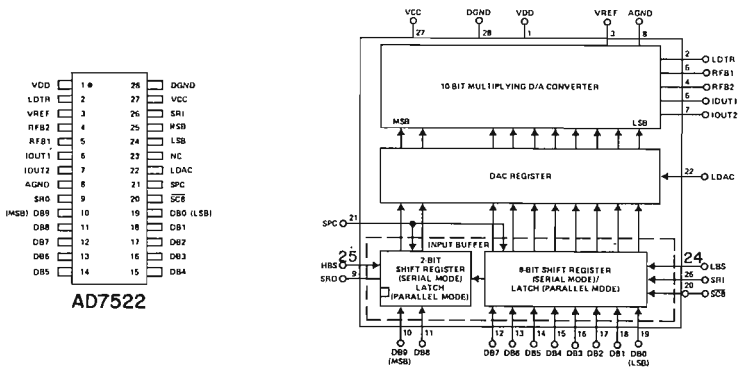 VDD 1 28 DGND
LDTR 2 27 VCC
VREF 3 26 SRI
RFB2 4 25 HSB
RFB1 5 24 LSB
IOUT1 6 23 NC
IOUT2 7 22 LDAC
AGND 8 21 SPC
SRO 9 20 SC8
(MSB) DB9 10 19 DB0 (LSB)
DB8 11 18 DB1
DB7 12 17 DB2
DB6 13 16 DB3
DB5 14 15 DB4
AD7522
VCC DGND VDD VREF AGND
27 28 1 3 8
10 BIT MULTIPLYING D/A CONVERTER
MSB LSB
2 LDTR
5 RFB1
4 RFB2
6 IOUT1
7 IOUT2
DAC REGISTER
22 LDAC
SPC 21
INPUT BUFFER
HBS 25
SRO 9
2-BIT
SHIFT REGISTER
(SERIAL MODE)
LATCH
(PARALLEL MODE)
8-BIT SHIFT REGISTER
(SERIAL MODE)/
LATCH (PARALLEL MODE)
24 LBS
26 SRI
20 SC8
10 11 12 13 14 15 16 17 18 19
DB9 DB8 DB7 DB6 DB5 DB4 DB3 DB2 DB1 DB0
(MSB) (LSB)